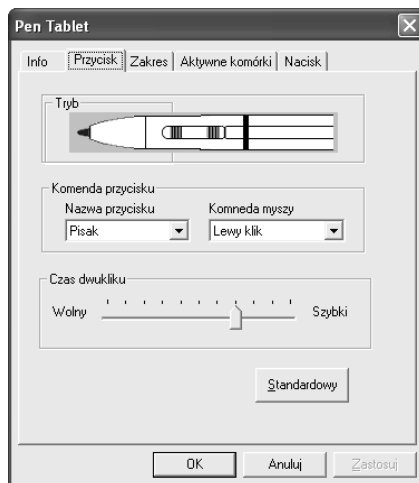 Pen Tablet
Info Przycisk Zakres Aktywne komórki Nacisk
Tryb
Komenda przycisku
Nazwa przycisku Komneda myszy
Pisak Lewy klik
Czas dwukliku
Wolny Szybki
Standardowy
OK Anuluj Zastosuj